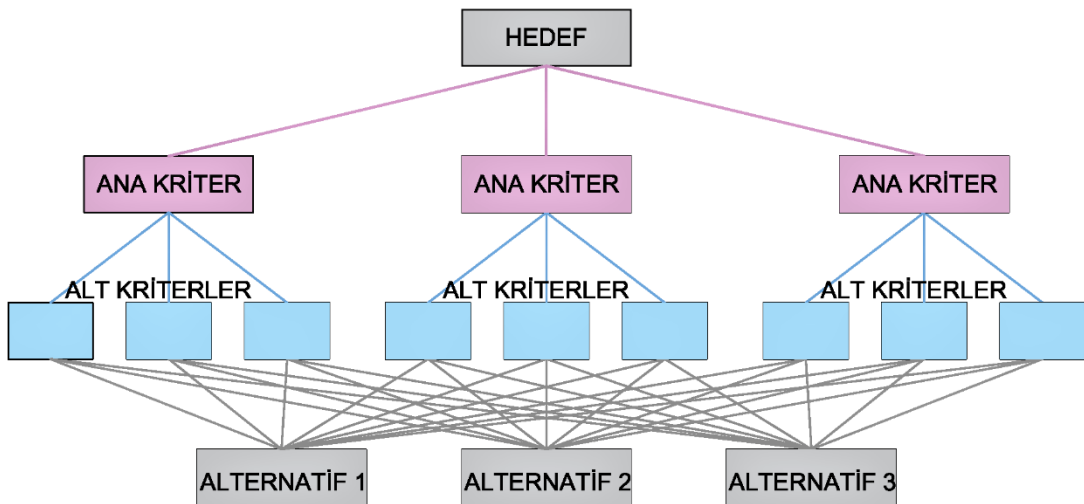 HEDEF
ANA KRİTER
ANA KRİTER
ANA KRİTER
ALT KRİTERLER
ALT KRİTERLER
ALT KRİTERLER
ALTERNATİF 1
ALTERNATİF 2
ALTERNATİF 3